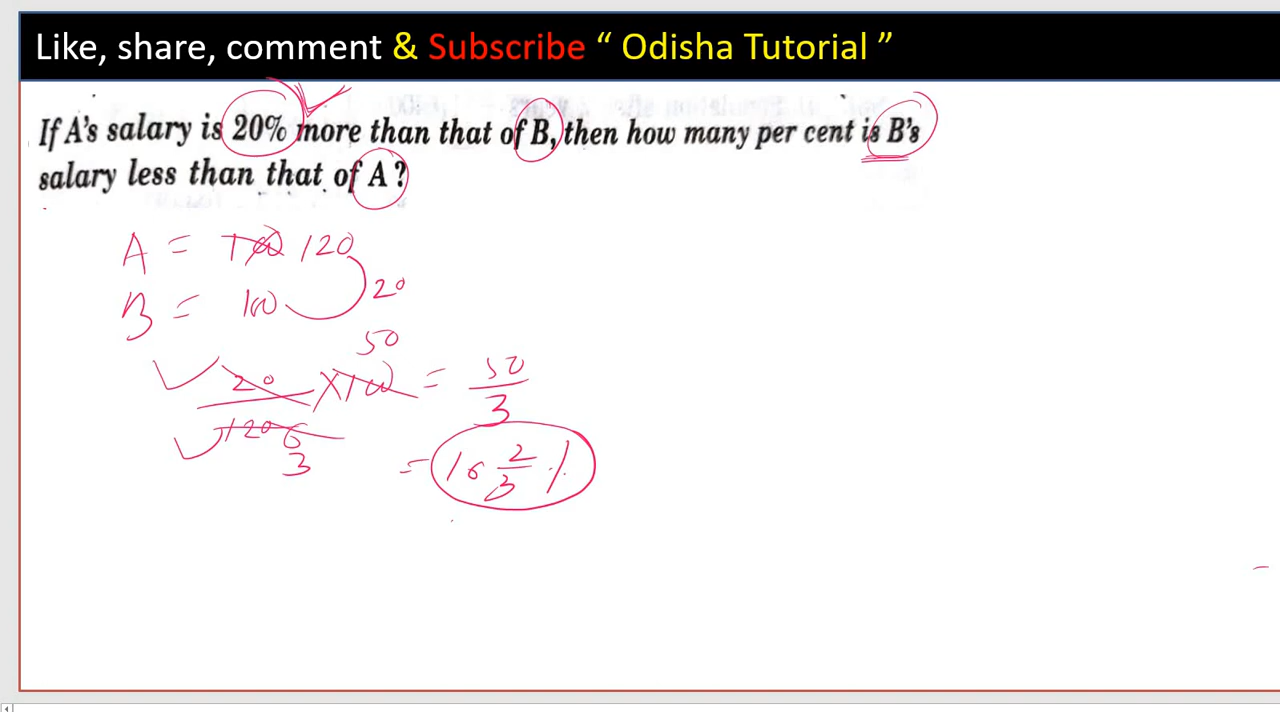 Like, share, comment & Subscribe “ Odisha Tutorial ”
If A's salary is 20% more than that of B, then how many per cent is B's
salary less than that of A?
A = 100 120
B = 100
20
50
20/120 × 100 = 50/3
6
3
= 16 2/3 %